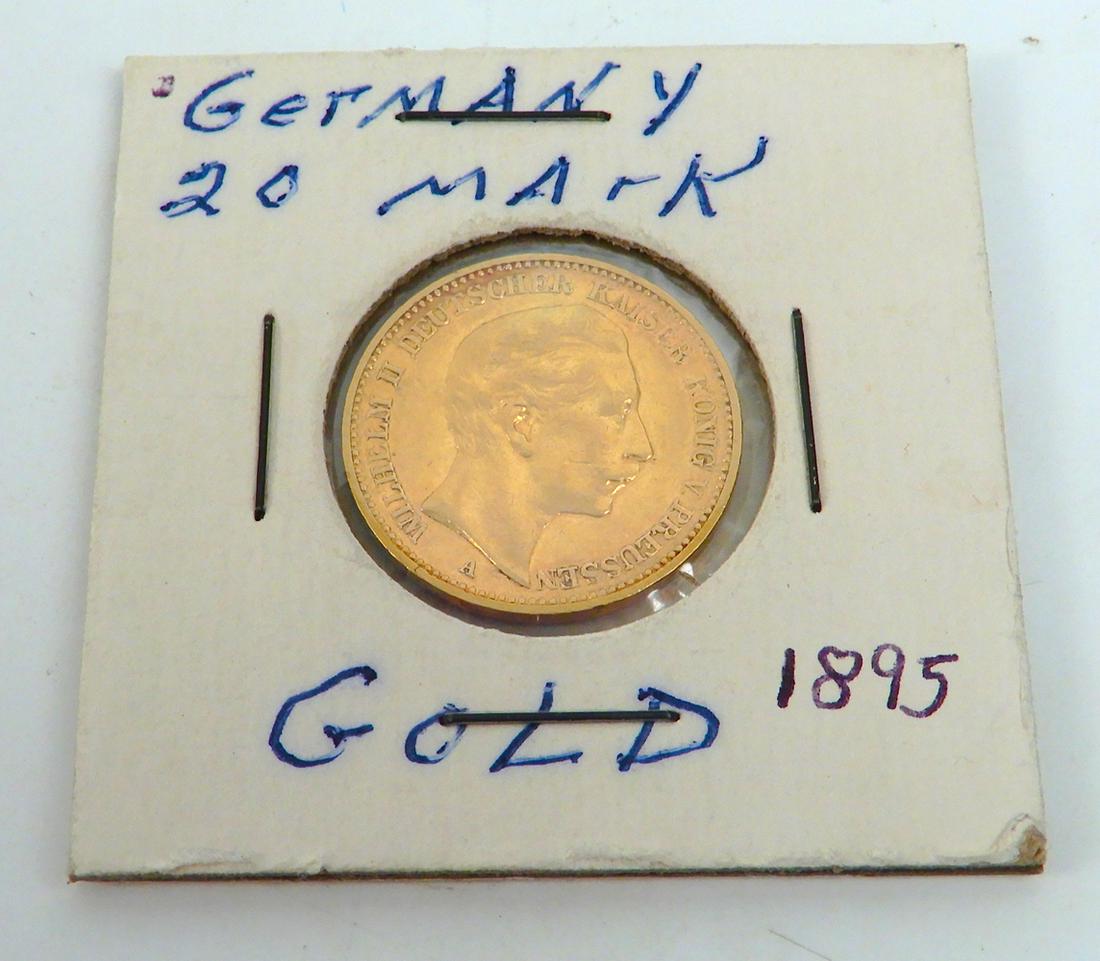 GerMANY
20 MArK
WILHELM II DEUTSCHER KAISER KÖNIG V. PREUSSEN
A
GoLD
1895